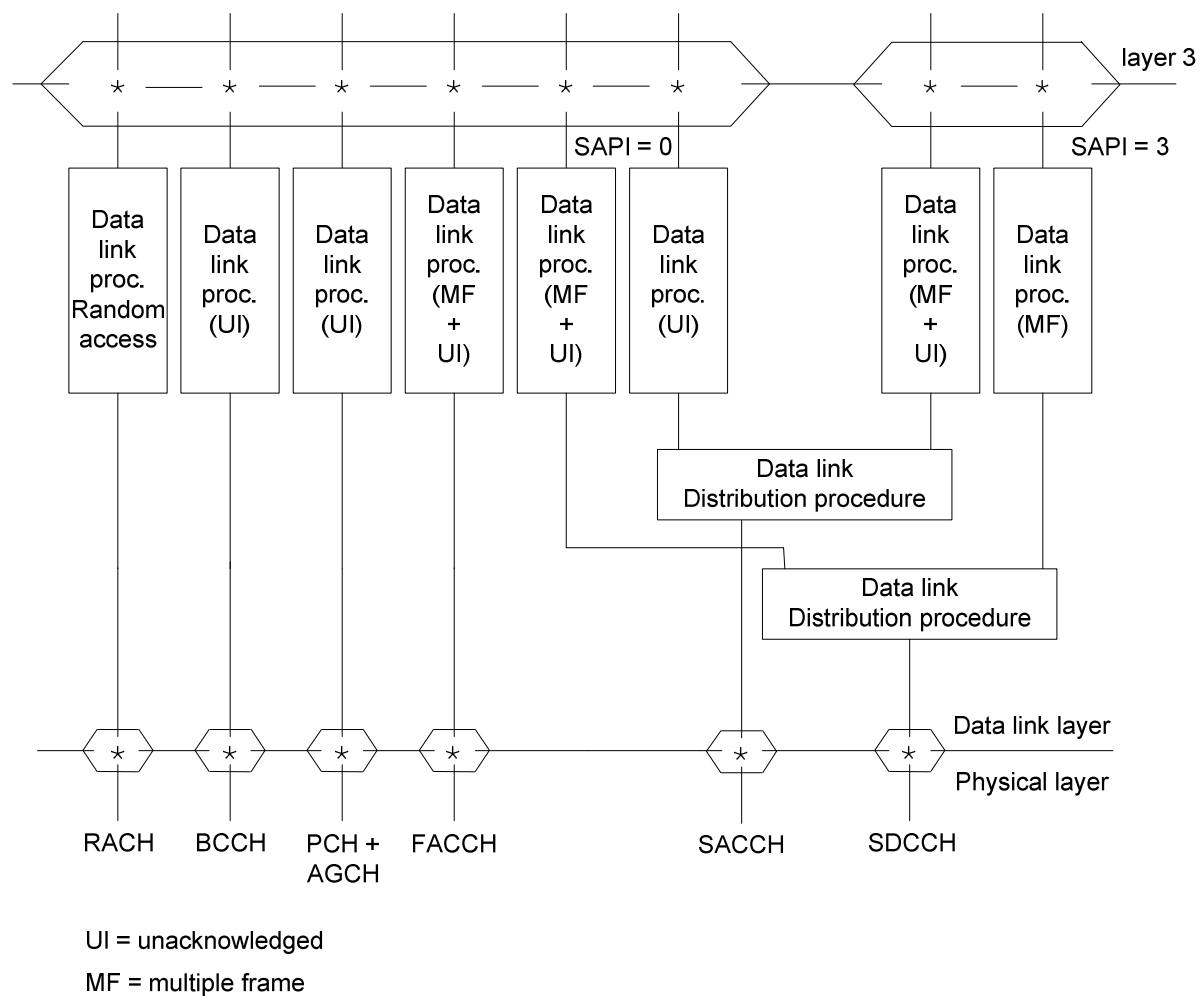 layer 3
* * * * * * * *
SAPI = 0
SAPI = 3
Data
link
proc.
Random
access
Data
link
proc.
(UI)
Data
link
proc.
(UI)
Data
link
proc.
(MF
+
UI)
Data
link
proc.
(MF
+
UI)
Data
link
proc.
(UI)
Data
link
proc.
(MF
+
UI)
Data
link
proc.
(MF)
Data link
Distribution procedure
Data link
Distribution procedure
Data link layer
* * * * * *
Physical layer
RACH
BCCH
PCH +
AGCH
FACCH
SACCH
SDCCH
UI = unacknowledged
MF = multiple frame